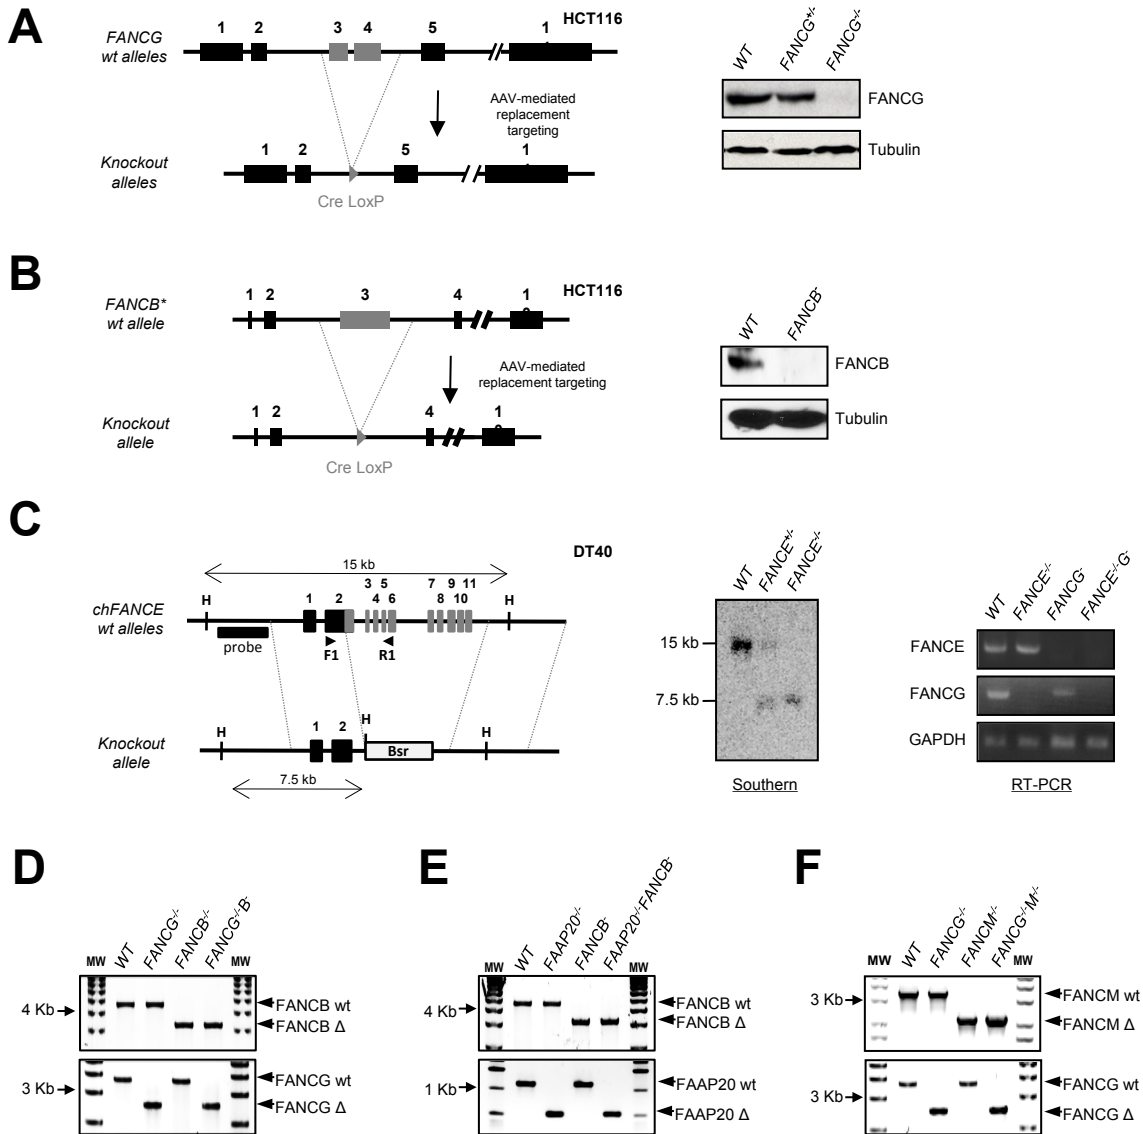 A
FANCG
wt alleles
1 2 3 4 5 1
HCT116
AAV-mediated
replacement
targeting
Knockout
alleles
1 2 5 1
Cre LoxP
WT FANCG+/- FANCG-/-
FANCG
Tubulin
B
FANCB*
wt allele
1 2 3 4 1
HCT116
AAV-mediated
replacement targeting
Knockout
allele
1 2 4 1
Cre LoxP
WT FANCB-
FANCB
Tubulin
C
DT40
15 kb
chFANCE
wt alleles
H 1 2 3 4 5 6 7 8 9 10 11 H
probe
F1 R1
Knockout
allele
H 1 2 H H
Bsr
7.5 kb
WT FANCE+/- FANCE-/-
15 kb
7.5 kb
Southern
WT FANCE-/- FANCG- FANCE-/-G-
FANCE
FANCG
GAPDH
RT-PCR
D
MW WT FANCG-/- FANCB-/- FANCG-/-B- MW
4 Kb
FANCB wt
FANCB Δ
3 Kb
FANCG wt
FANCG Δ
E
MW WT FAAP20-/- FANCB- FAAP20-/-FANCB- MW
4 Kb
FANCB wt
FANCB Δ
1 Kb
FAAP20 wt
FAAP20 Δ
F
MW WT FANCG-/- FANCM-/- FANCG-/-M-/- MW
3 Kb
FANCM wt
FANCM Δ
3 Kb
FANCG wt
FANCG Δ